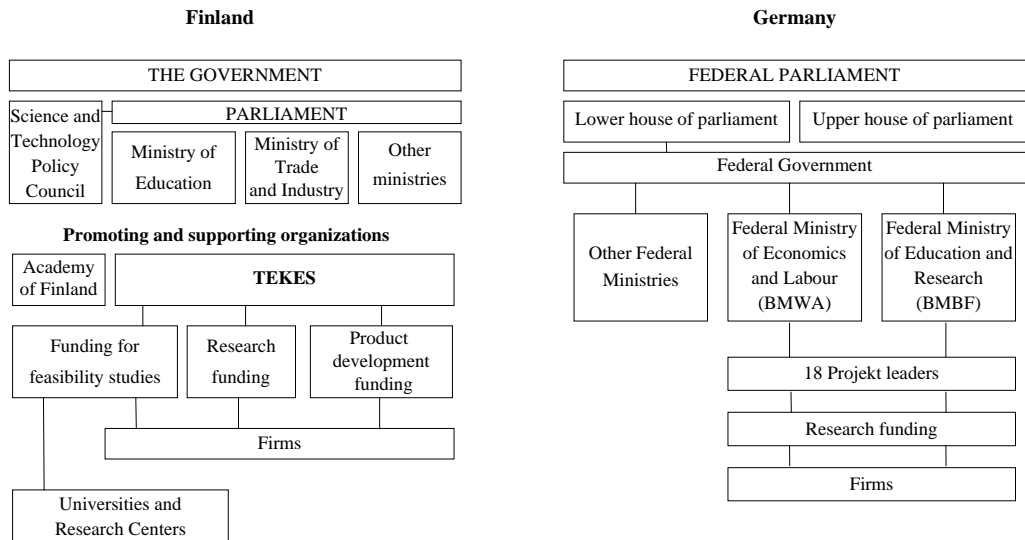 Finland
THE GOVERNMENT
Science and
Technology
Policy
Council
PARLIAMENT
Ministry of
Education
Ministry of
Trade
and Industry
Other
ministries
Promoting and supporting organizations
Academy
of Finland
TEKES
Funding for
feasibility studies
Research
funding
Product
development
funding
Firms
Universities and
Research Centers
Germany
FEDERAL PARLIAMENT
Lower house of parliament
Upper house of parliament
Federal Government
Other Federal
Ministries
Federal Ministry
of Economics
and Labour
(BMWA)
Federal Ministry
of Education and
Research
(BMBF)
18 Projekt leaders
Research funding
Firms